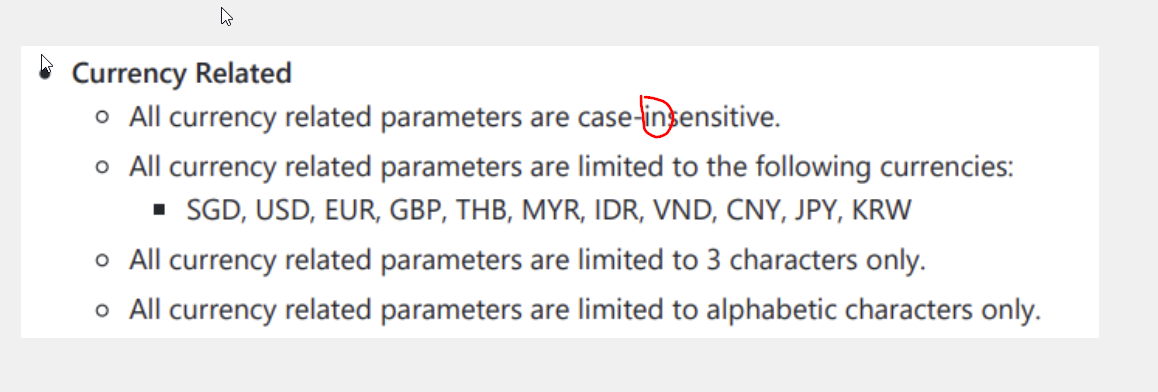 Currency Related
All currency related parameters are case-insensitive.
All currency related parameters are limited to the following currencies:
SGD, USD, EUR, GBP, THB, MYR, IDR, VND, CNY, JPY, KRW
All currency related parameters are limited to 3 characters only.
All currency related parameters are limited to alphabetic characters only.